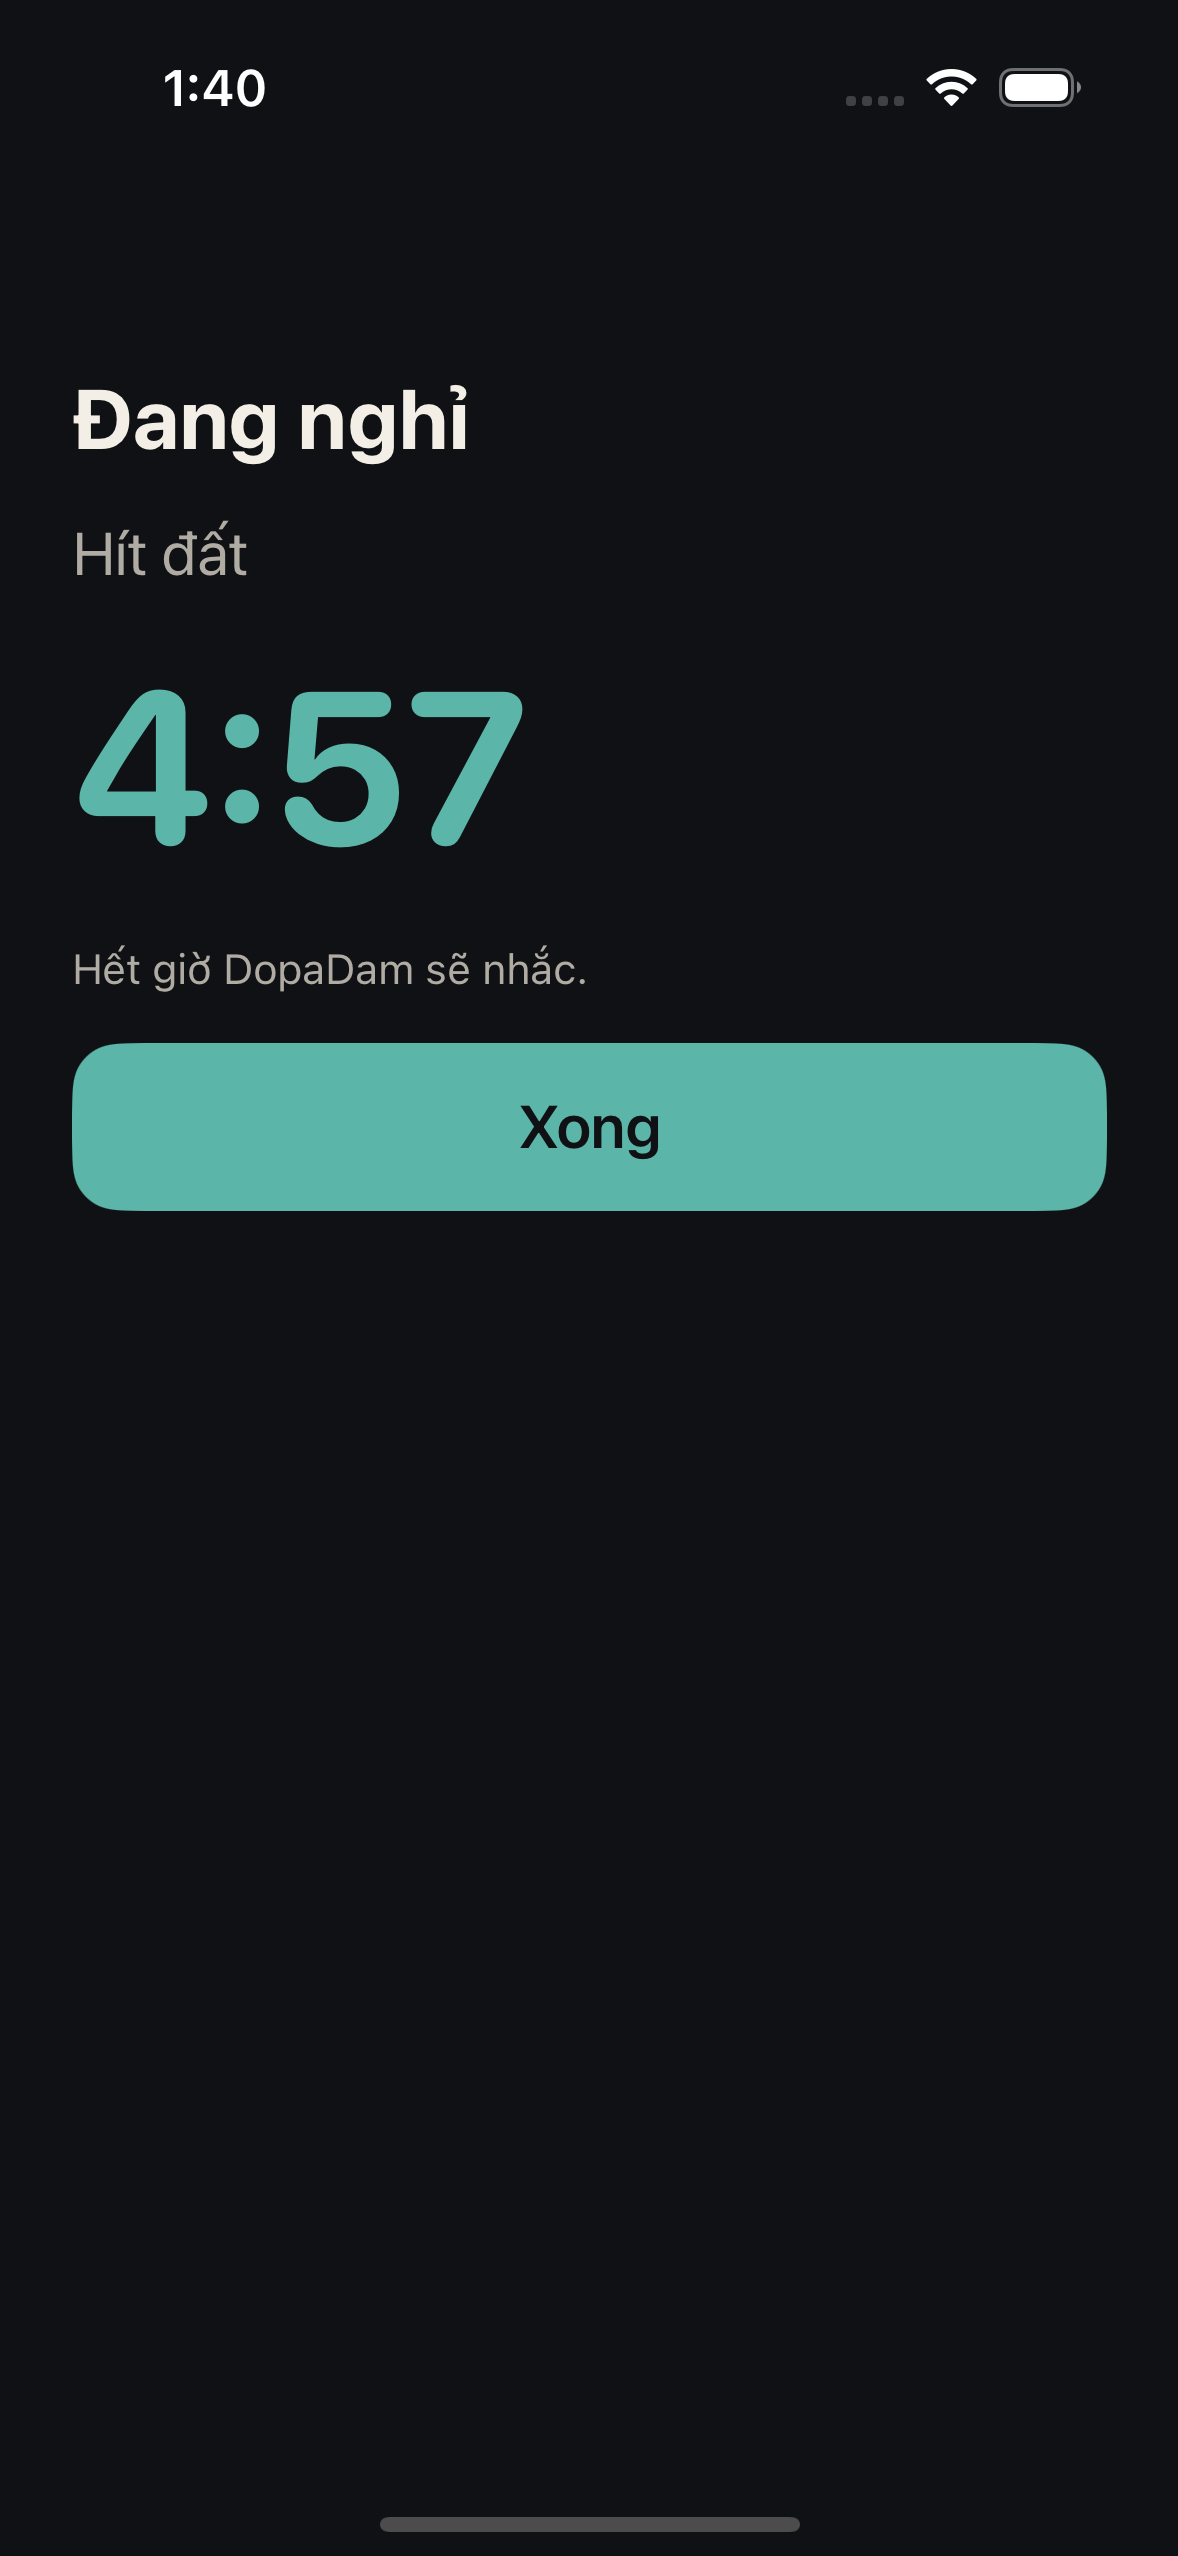 1:40
Đang nghỉ
Hít đất
4:57
Hết giờ DopaDam sẽ nhắc.
Xong